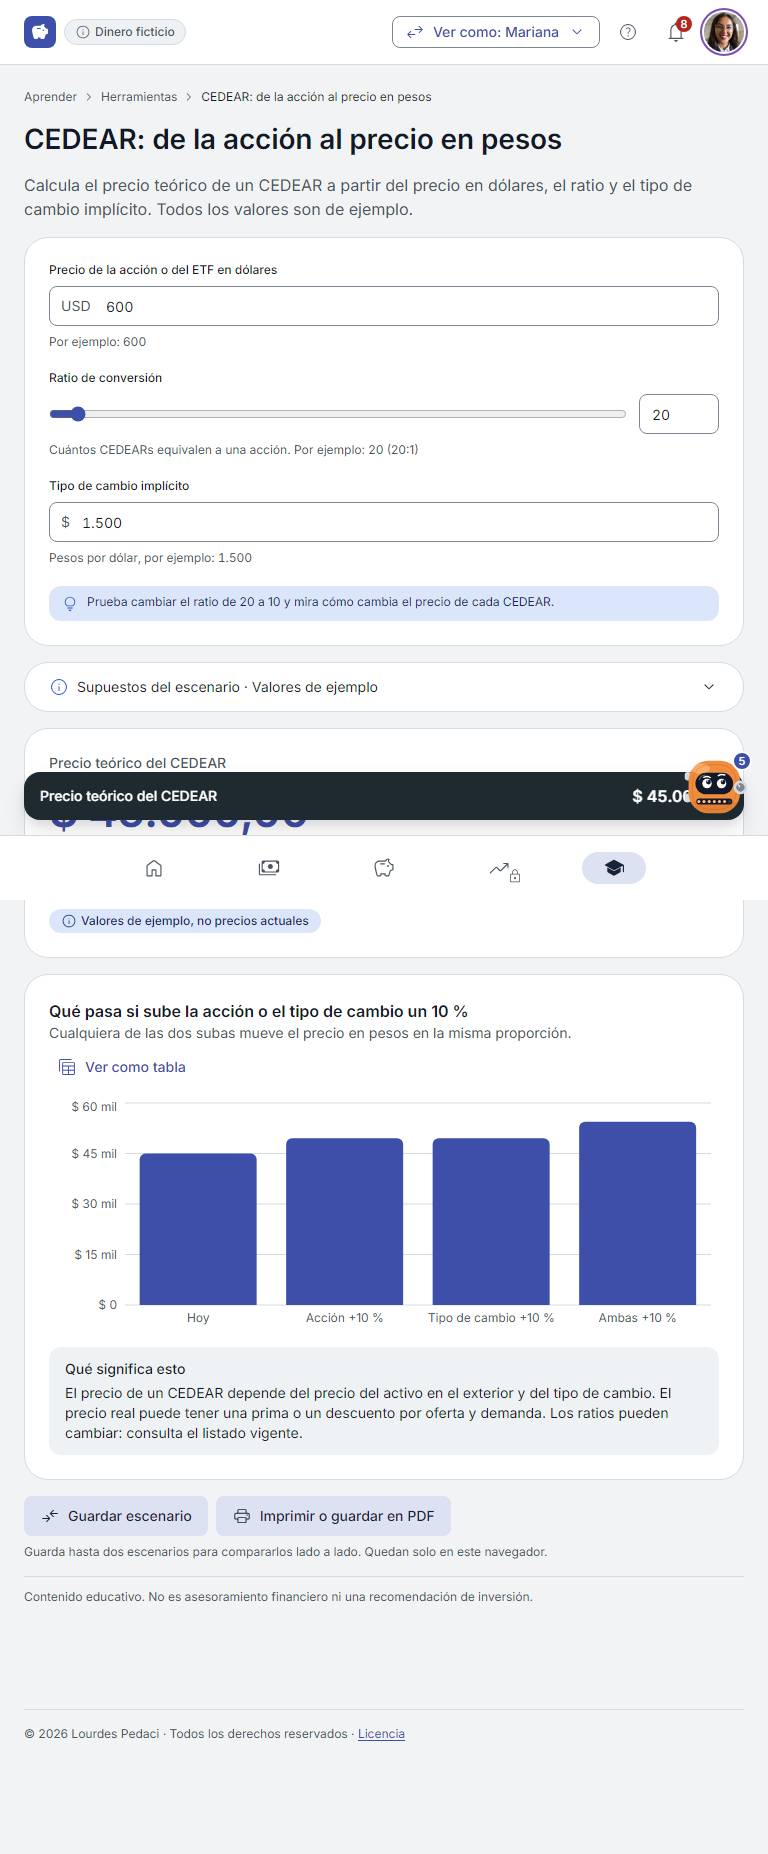 Dinero ficticio
Ver como: Mariana
8
Aprender
Herramientas
CEDEAR: de la acción al precio en pesos
CEDEAR: de la acción al precio en pesos
Calcula el precio teórico de un CEDEAR a partir del precio en dólares, el ratio y el tipo de
cambio implícito. Todos los valores son de ejemplo.
Precio de la acción o del ETF en dólares
USD 600
Por ejemplo: 600
Ratio de conversión
20
Cuántos CEDEARs equivalen a una acción. Por ejemplo: 20 (20:1)
Tipo de cambio implícito
$ 1.500
Pesos por dólar, por ejemplo: 1.500
Prueba cambiar el ratio de 20 a 10 y mira cómo cambia el precio de cada CEDEAR.
Supuestos del escenario · Valores de ejemplo
Precio teórico del CEDEAR
5
Precio teórico del CEDEAR
Valores de ejemplo, no precios actuales
Qué pasa si sube la acción o el tipo de cambio un 10 %
Cualquiera de las dos subas mueve el precio en pesos en la misma proporción.
Ver como tabla
$ 60 mil
$ 45 mil
$ 30 mil
$ 15 mil
$ 0
Hoy
Acción +10 %
Tipo de cambio +10 %
Ambas +10 %
Qué significa esto
El precio de un CEDEAR depende del precio del activo en el exterior y del tipo de cambio. El
precio real puede tener una prima o un descuento por oferta y demanda. Los ratios pueden
cambiar: consulta el listado vigente.
Guardar escenario
Imprimir o guardar en PDF
Guarda hasta dos escenarios para compararlos lado a lado. Quedan solo en este navegador.
Contenido educativo. No es asesoramiento financiero ni una recomendación de inversión.
© 2026 Lourdes Pedaci · Todos los derechos reservados · Licencia